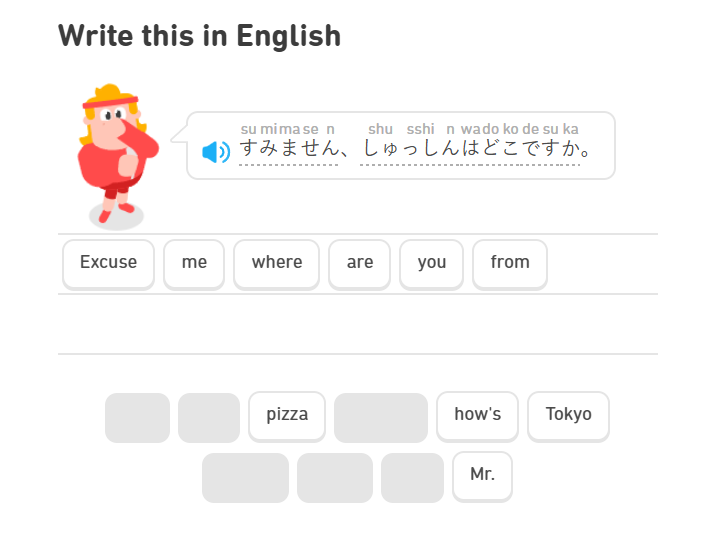 Write this in English
su mi ma se n shu sshi n wa do ko de su ka
すみません、しゅっしんはどこですか。
Excuse me where are you from
pizza how's Tokyo
Mr.